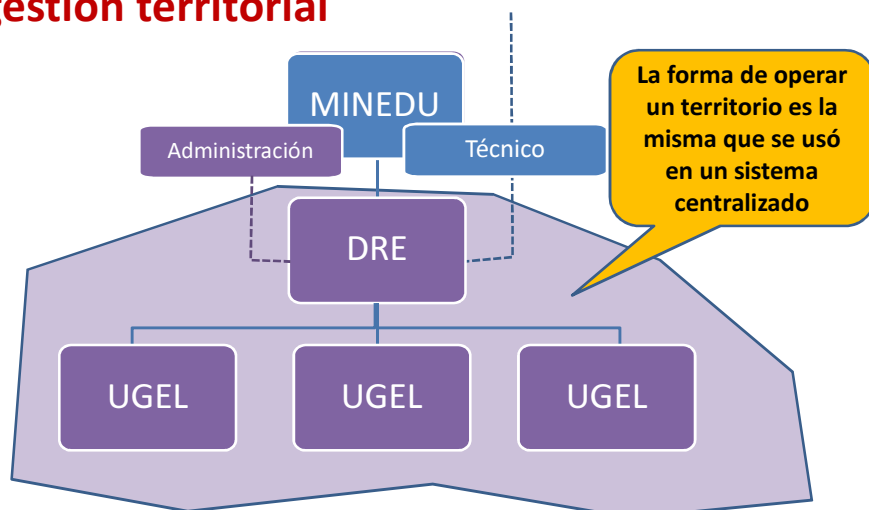 gestión territorial
MINEDU
Administración
Técnico
La forma de operar
un territorio es la
misma que se usó
en un sistema
centralizado
DRE
UGEL
UGEL
UGEL